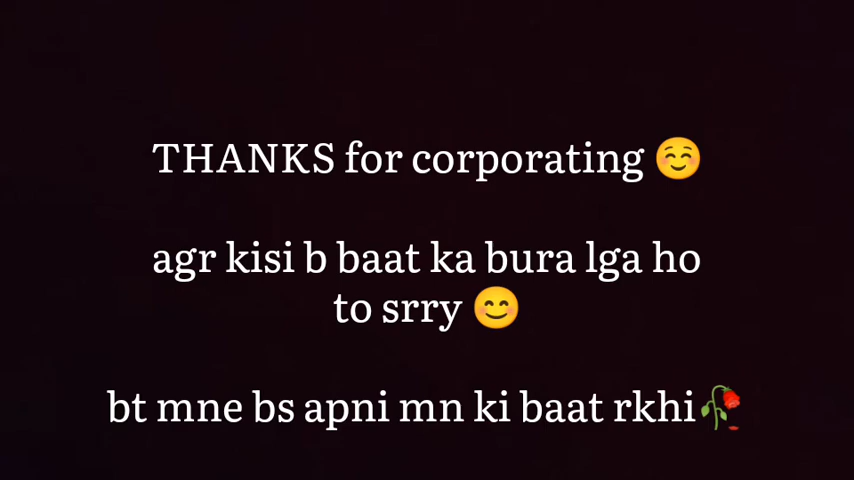 THANKS for corporating ☺️
agr kisi b baat ka bura lga ho
to srry 😊
bt mne bs apni mn ki baat rkhi🥀